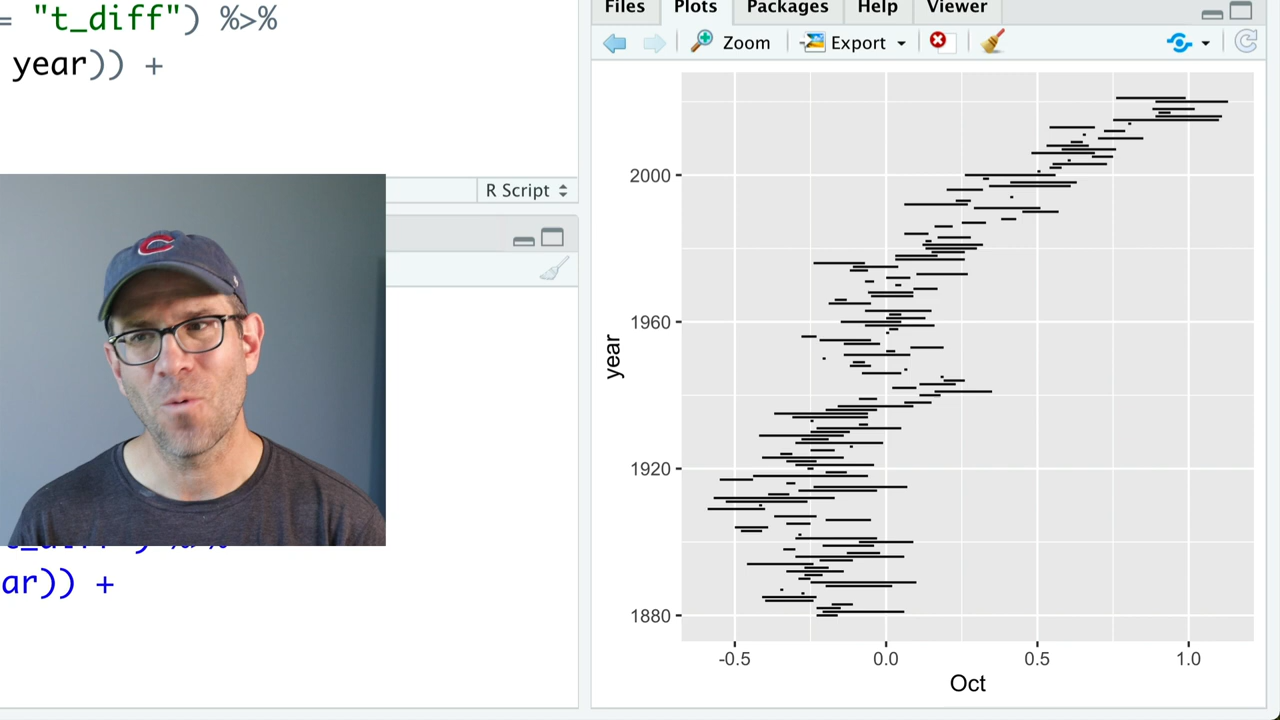 = "t_diff") %>%
year)) +
R Script
ar)) +
Files
Plots
Packages
Help
Viewer
Zoom
Export
2000
1960
1920
1880
year
-0.5
0.0
0.5
1.0
Oct
C